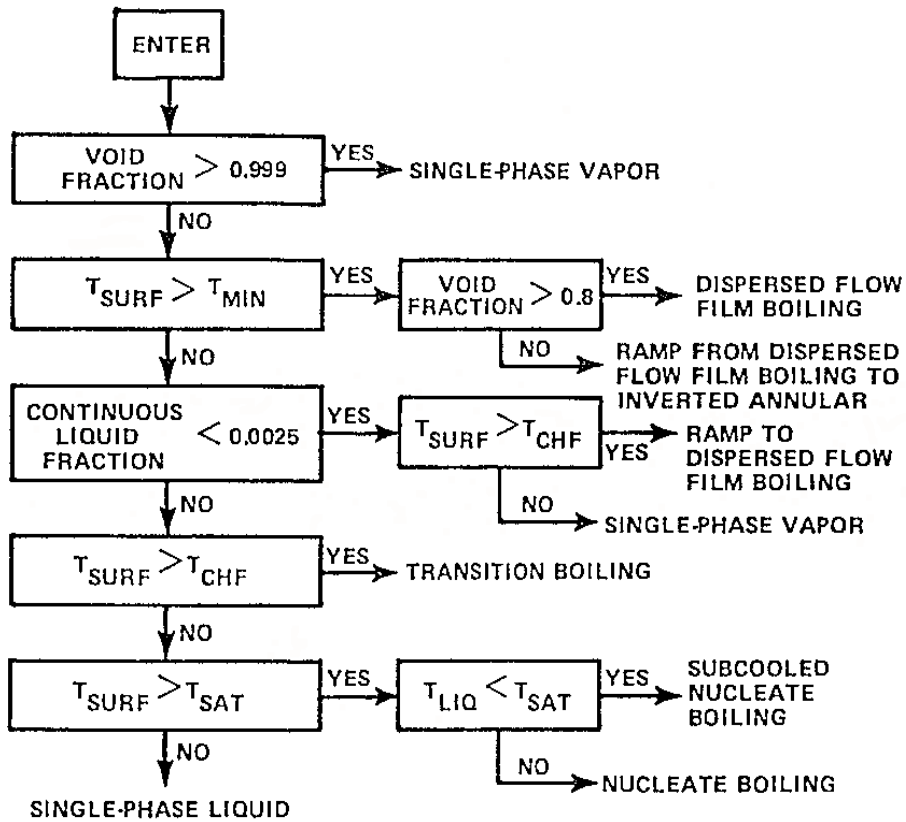 ENTER
VOID
FRACTION > 0.999
YES
SINGLE-PHASE VAPOR
NO
T_SURF > T_MIN
YES
VOID
FRACTION > 0.8
YES
DISPERSED FLOW
FILM BOILING
NO
RAMP FROM DISPERSED
FLOW FILM BOILING TO
INVERTED ANNULAR
NO
CONTINUOUS
LIQUID
FRACTION < 0.0025
YES
T_SURF > T_CHF
YES
RAMP TO
DISPERSED FLOW
FILM BOILING
NO
SINGLE-PHASE VAPOR
NO
T_SURF > T_CHF
YES
TRANSITION BOILING
NO
T_SURF > T_SAT
YES
T_LIQ < T_SAT
YES
SUBCOOLED
NUCLEATE
BOILING
NO
NUCLEATE BOILING
NO
SINGLE-PHASE LIQUID